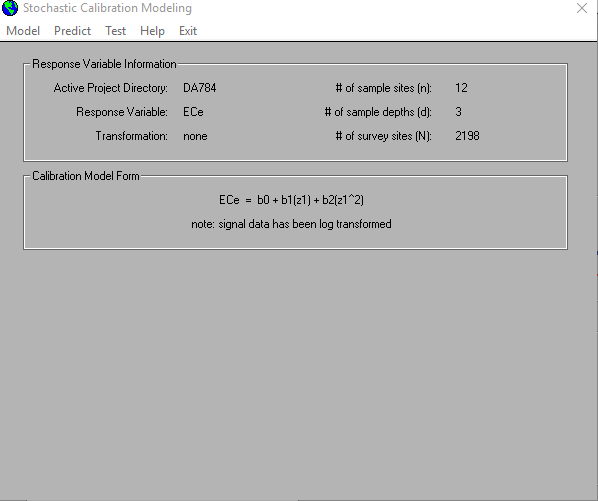 Stochastic Calibration Modeling
Model Predict Test Help Exit
Response Variable Information
Active Project Directory: DA784 # of sample sites (n): 12
Response Variable: ECe # of sample depths (d): 3
Transformation: none # of survey sites (N): 2198
Calibration Model Form
ECe = b0 + b1(z1) + b2(z1^2)
note: signal data has been log transformed